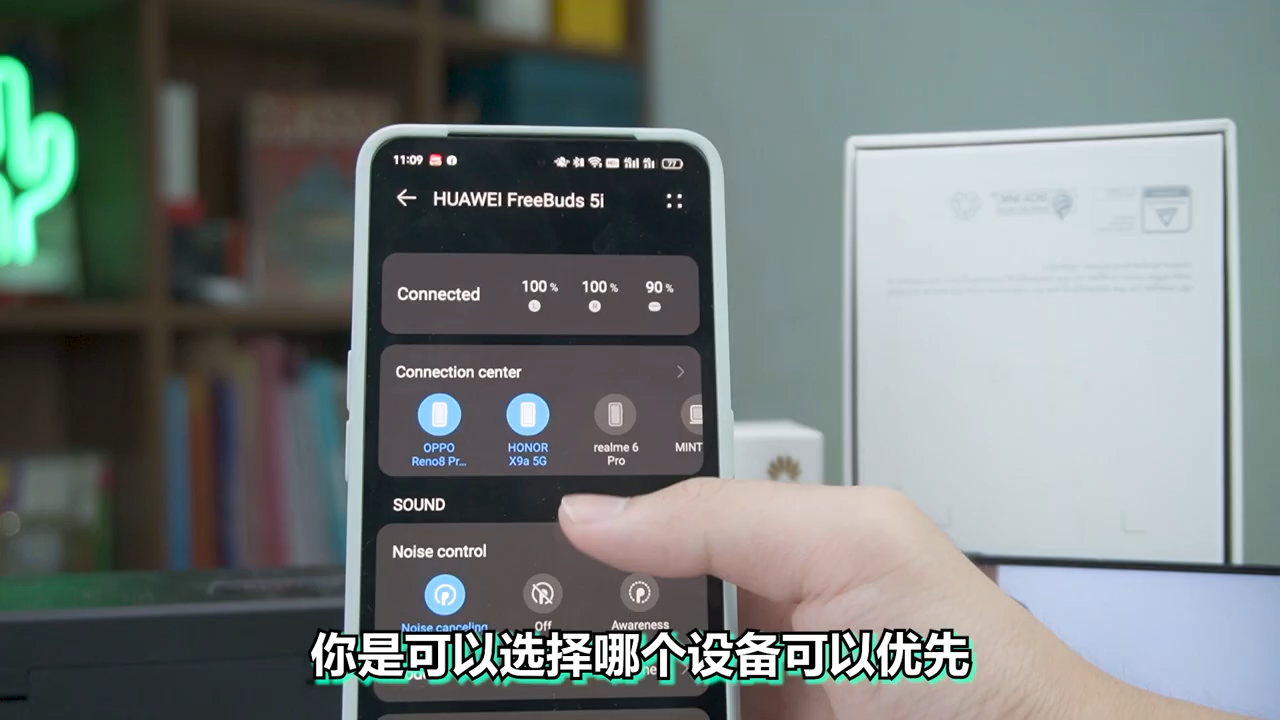 11:09
77
HUAWEI FreeBuds 5i
Connected
100 %
100 %
90 %
L
R
Connection center
OPPO
Reno8 Pr...
HONOR
X9a 5G
realme 6
Pro
MINT
SOUND
Noise control
Noise canceling
Off
Awareness
你是可以选择哪个设备可以优先